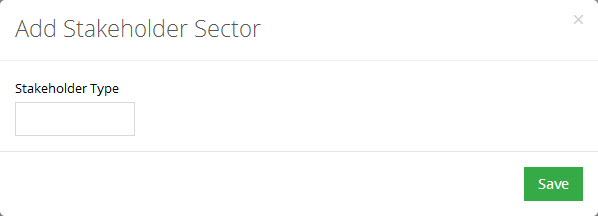 Add Stakeholder Sector
×
Stakeholder Type
Save